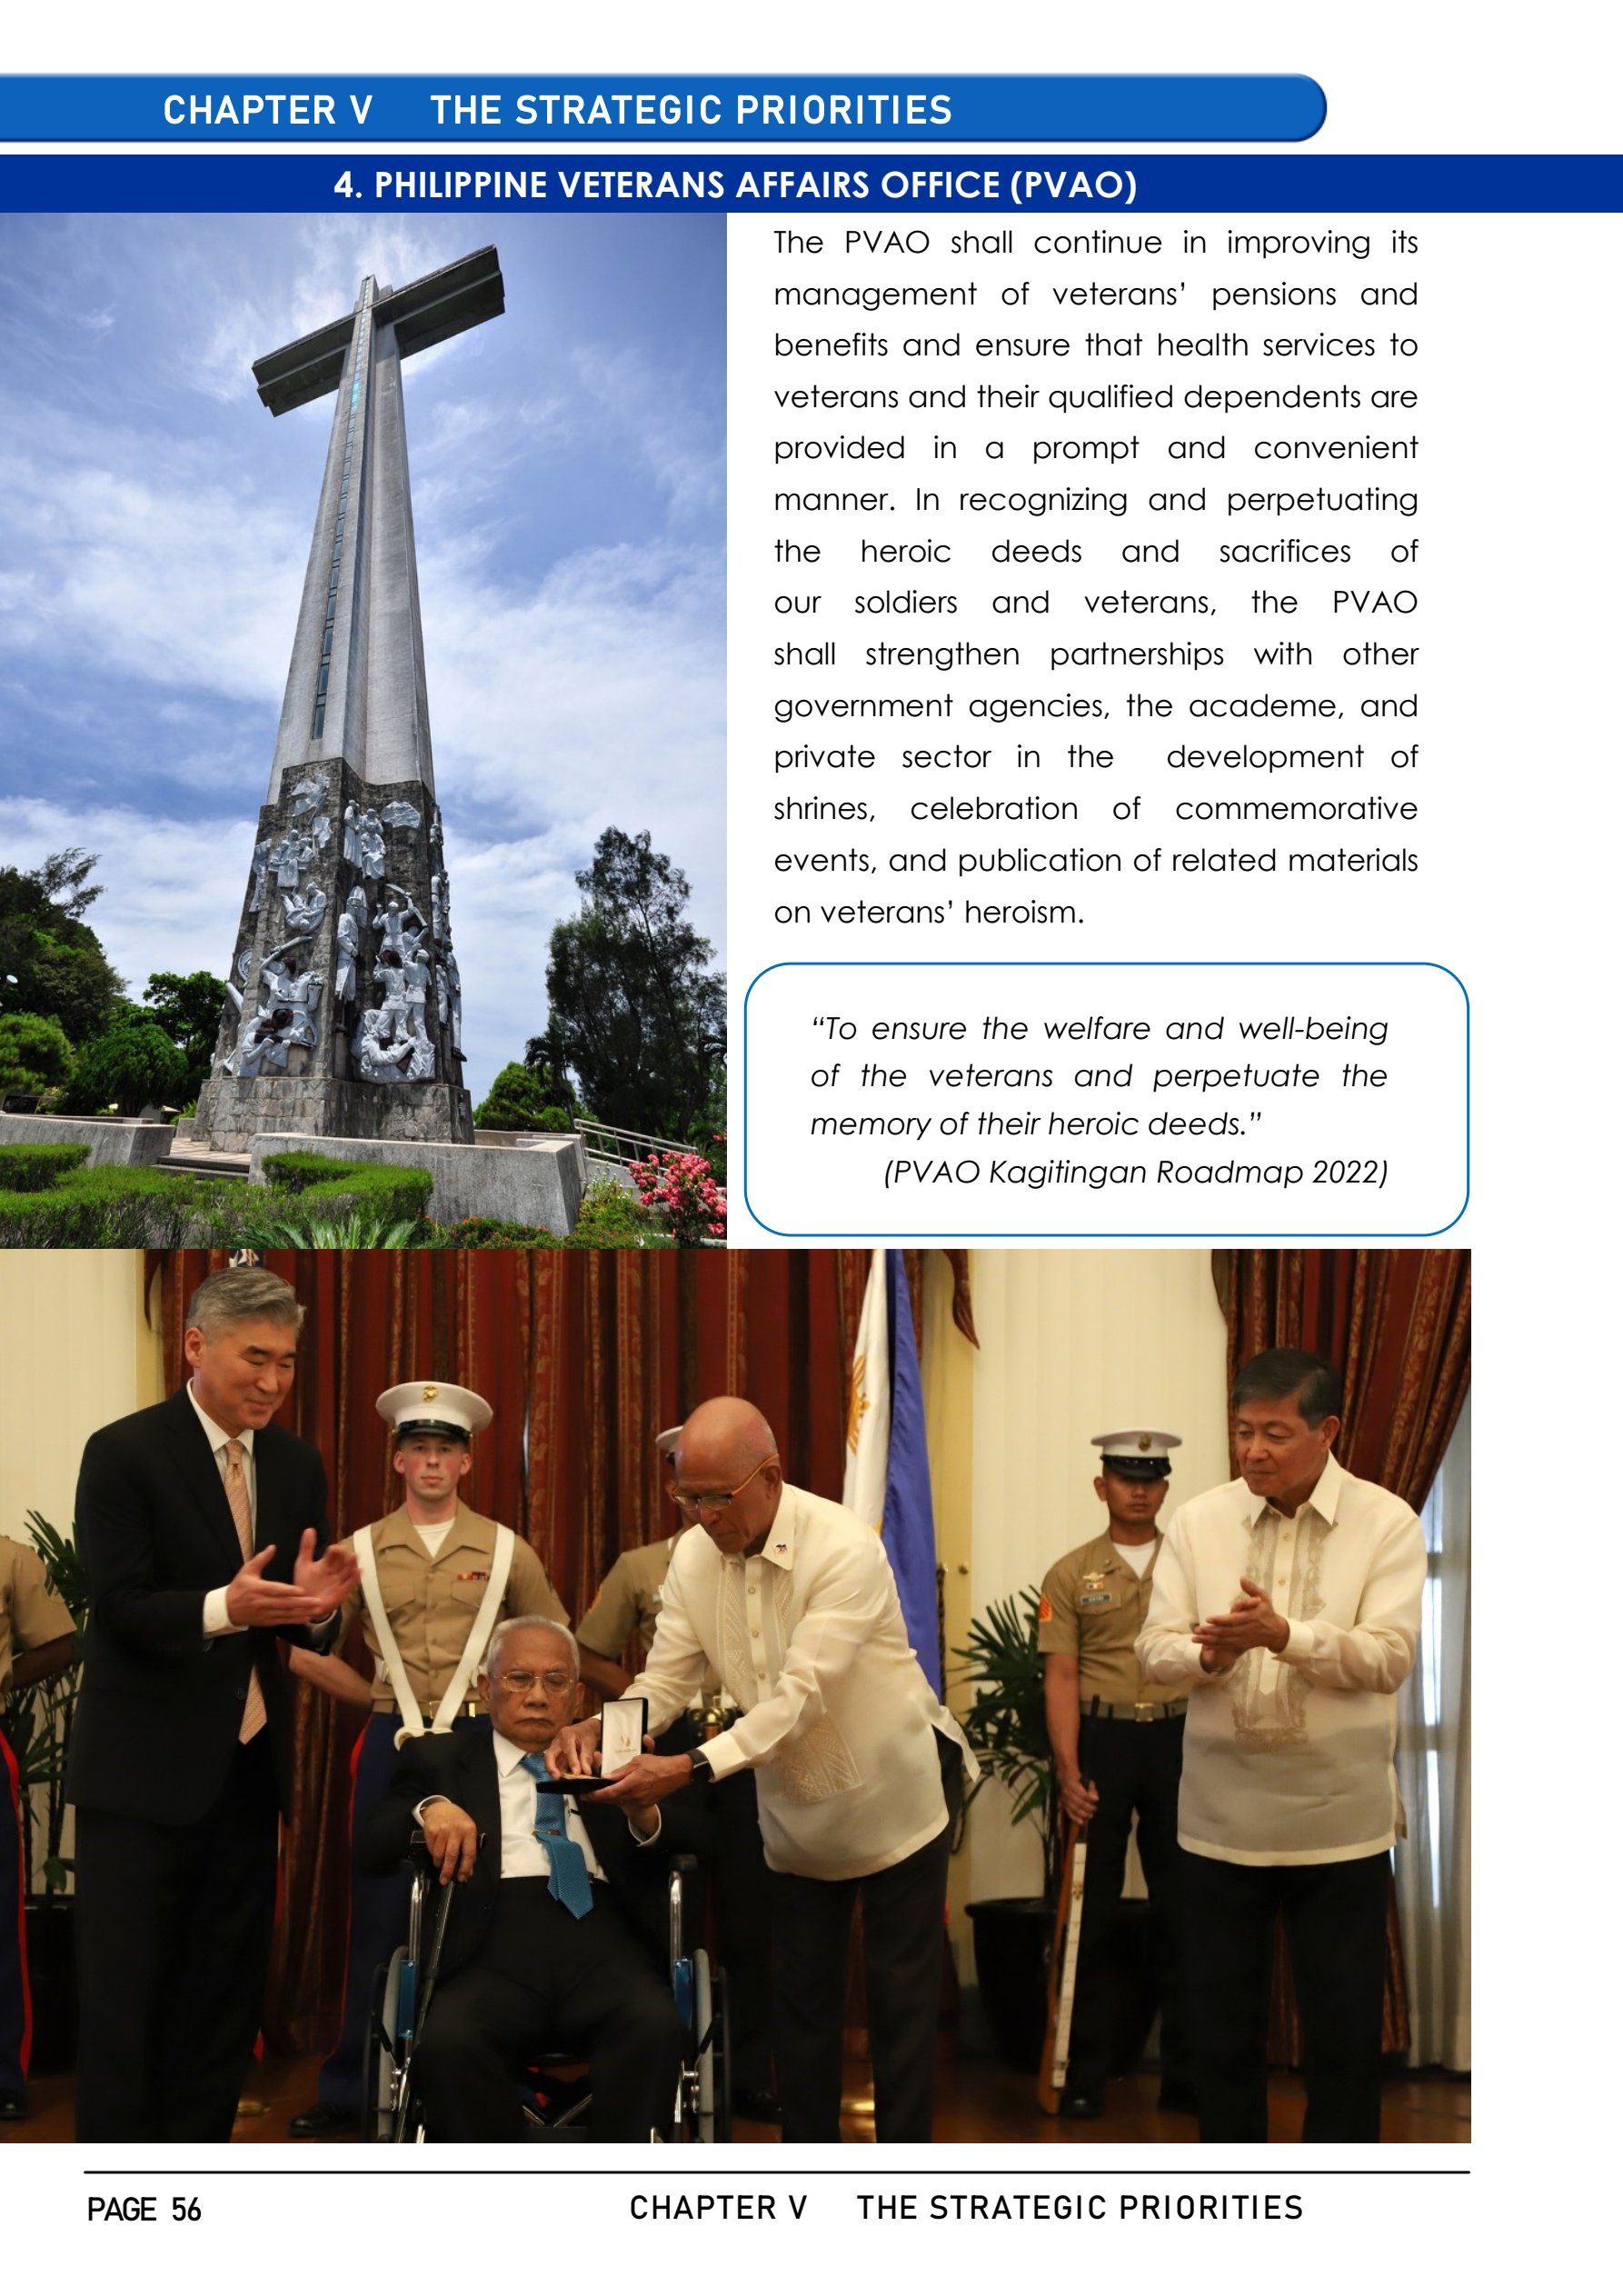 CHAPTER V THE STRATEGIC PRIORITIES
4. PHILIPPINE VETERANS AFFAIRS OFFICE (PVAO)
The PVAO shall continue in improving its
management of veterans’ pensions and
benefits and ensure that health services to
veterans and their qualified dependents are
provided in a prompt and convenient
manner. In recognizing and perpetuating
the heroic deeds and sacrifices of
our soldiers and veterans, the PVAO
shall strengthen partnerships with other
government agencies, the academe, and
private sector in the development of
shrines, celebration of commemorative
events, and publication of related materials
on veterans’ heroism.
“To ensure the welfare and well-being
of the veterans and perpetuate the
memory of their heroic deeds.”
(PVAO Kagitingan Roadmap 2022)
PAGE 56
CHAPTER V THE STRATEGIC PRIORITIES